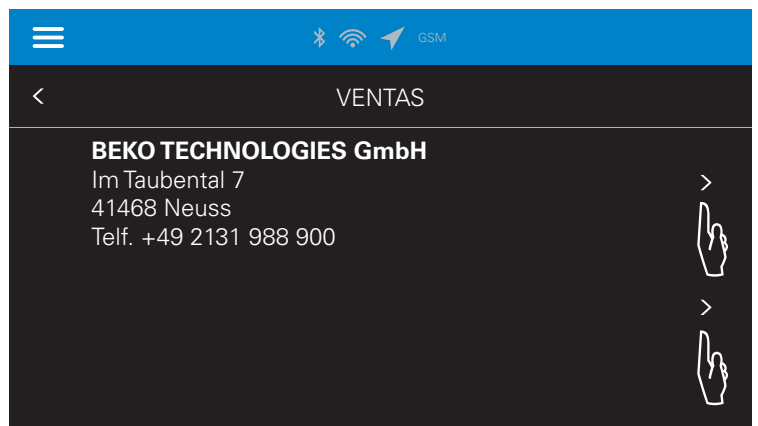 GSM
VENTAS
BEKO TECHNOLOGIES GmbH
Im Taubental 7
41468 Neuss
Telf. +49 2131 988 900